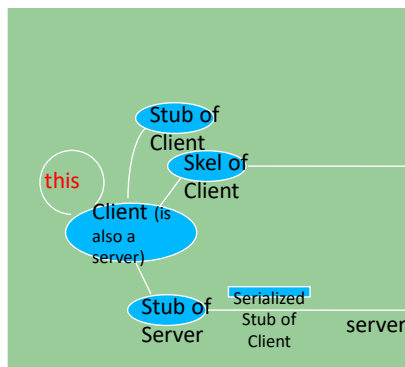 Stub of
Client
Skel of
Client
this
Client (is
also a
server)
Stub of
Server
Serialized
Stub of
Client
server